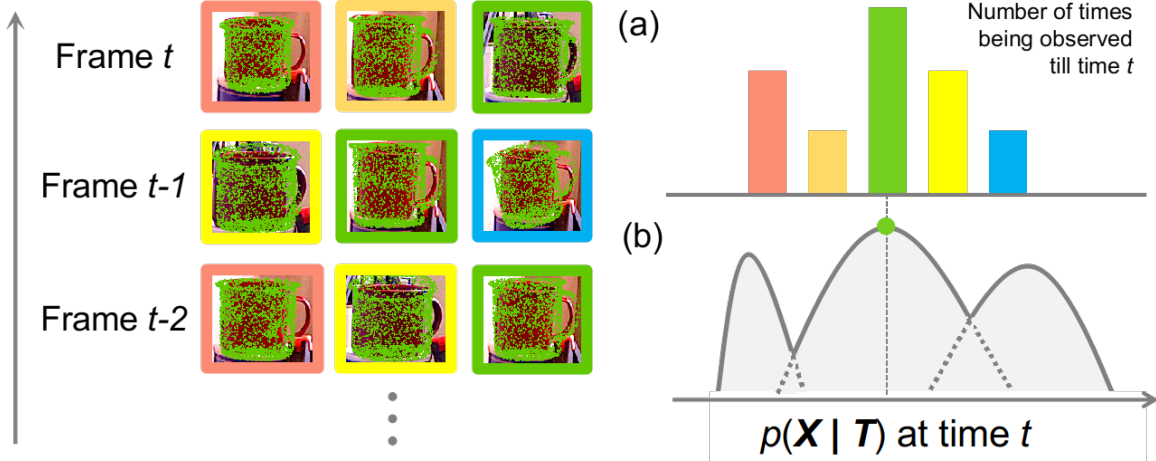 Frame t
Frame t-1
Frame t-2
(a)
Number of times
being observed
till time t
(b)
p(X | T) at time t